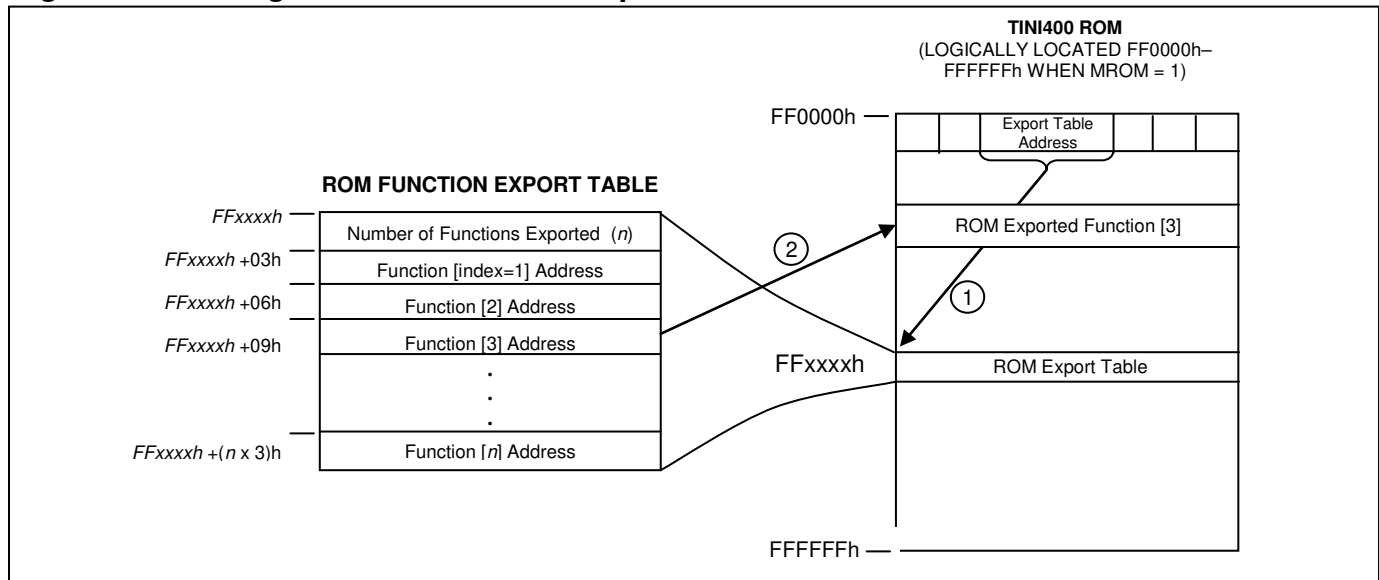 TINI400 ROM
(LOGICALLY LOCATED FF0000h–
FFFFFFh WHEN MROM = 1)
FF0000h
Export Table
Address
ROM FUNCTION EXPORT TABLE
FFxxxxh
Number of Functions Exported (n)
ROM Exported Function [3]
2
FFxxxxh +03h
Function [index=1] Address
FFxxxxh +06h
Function [2] Address
1
FFxxxxh +09h
Function [3] Address
FFxxxxh
ROM Export Table
.
.
.
FFxxxxh +(n x 3)h
Function [n] Address
FFFFFFh